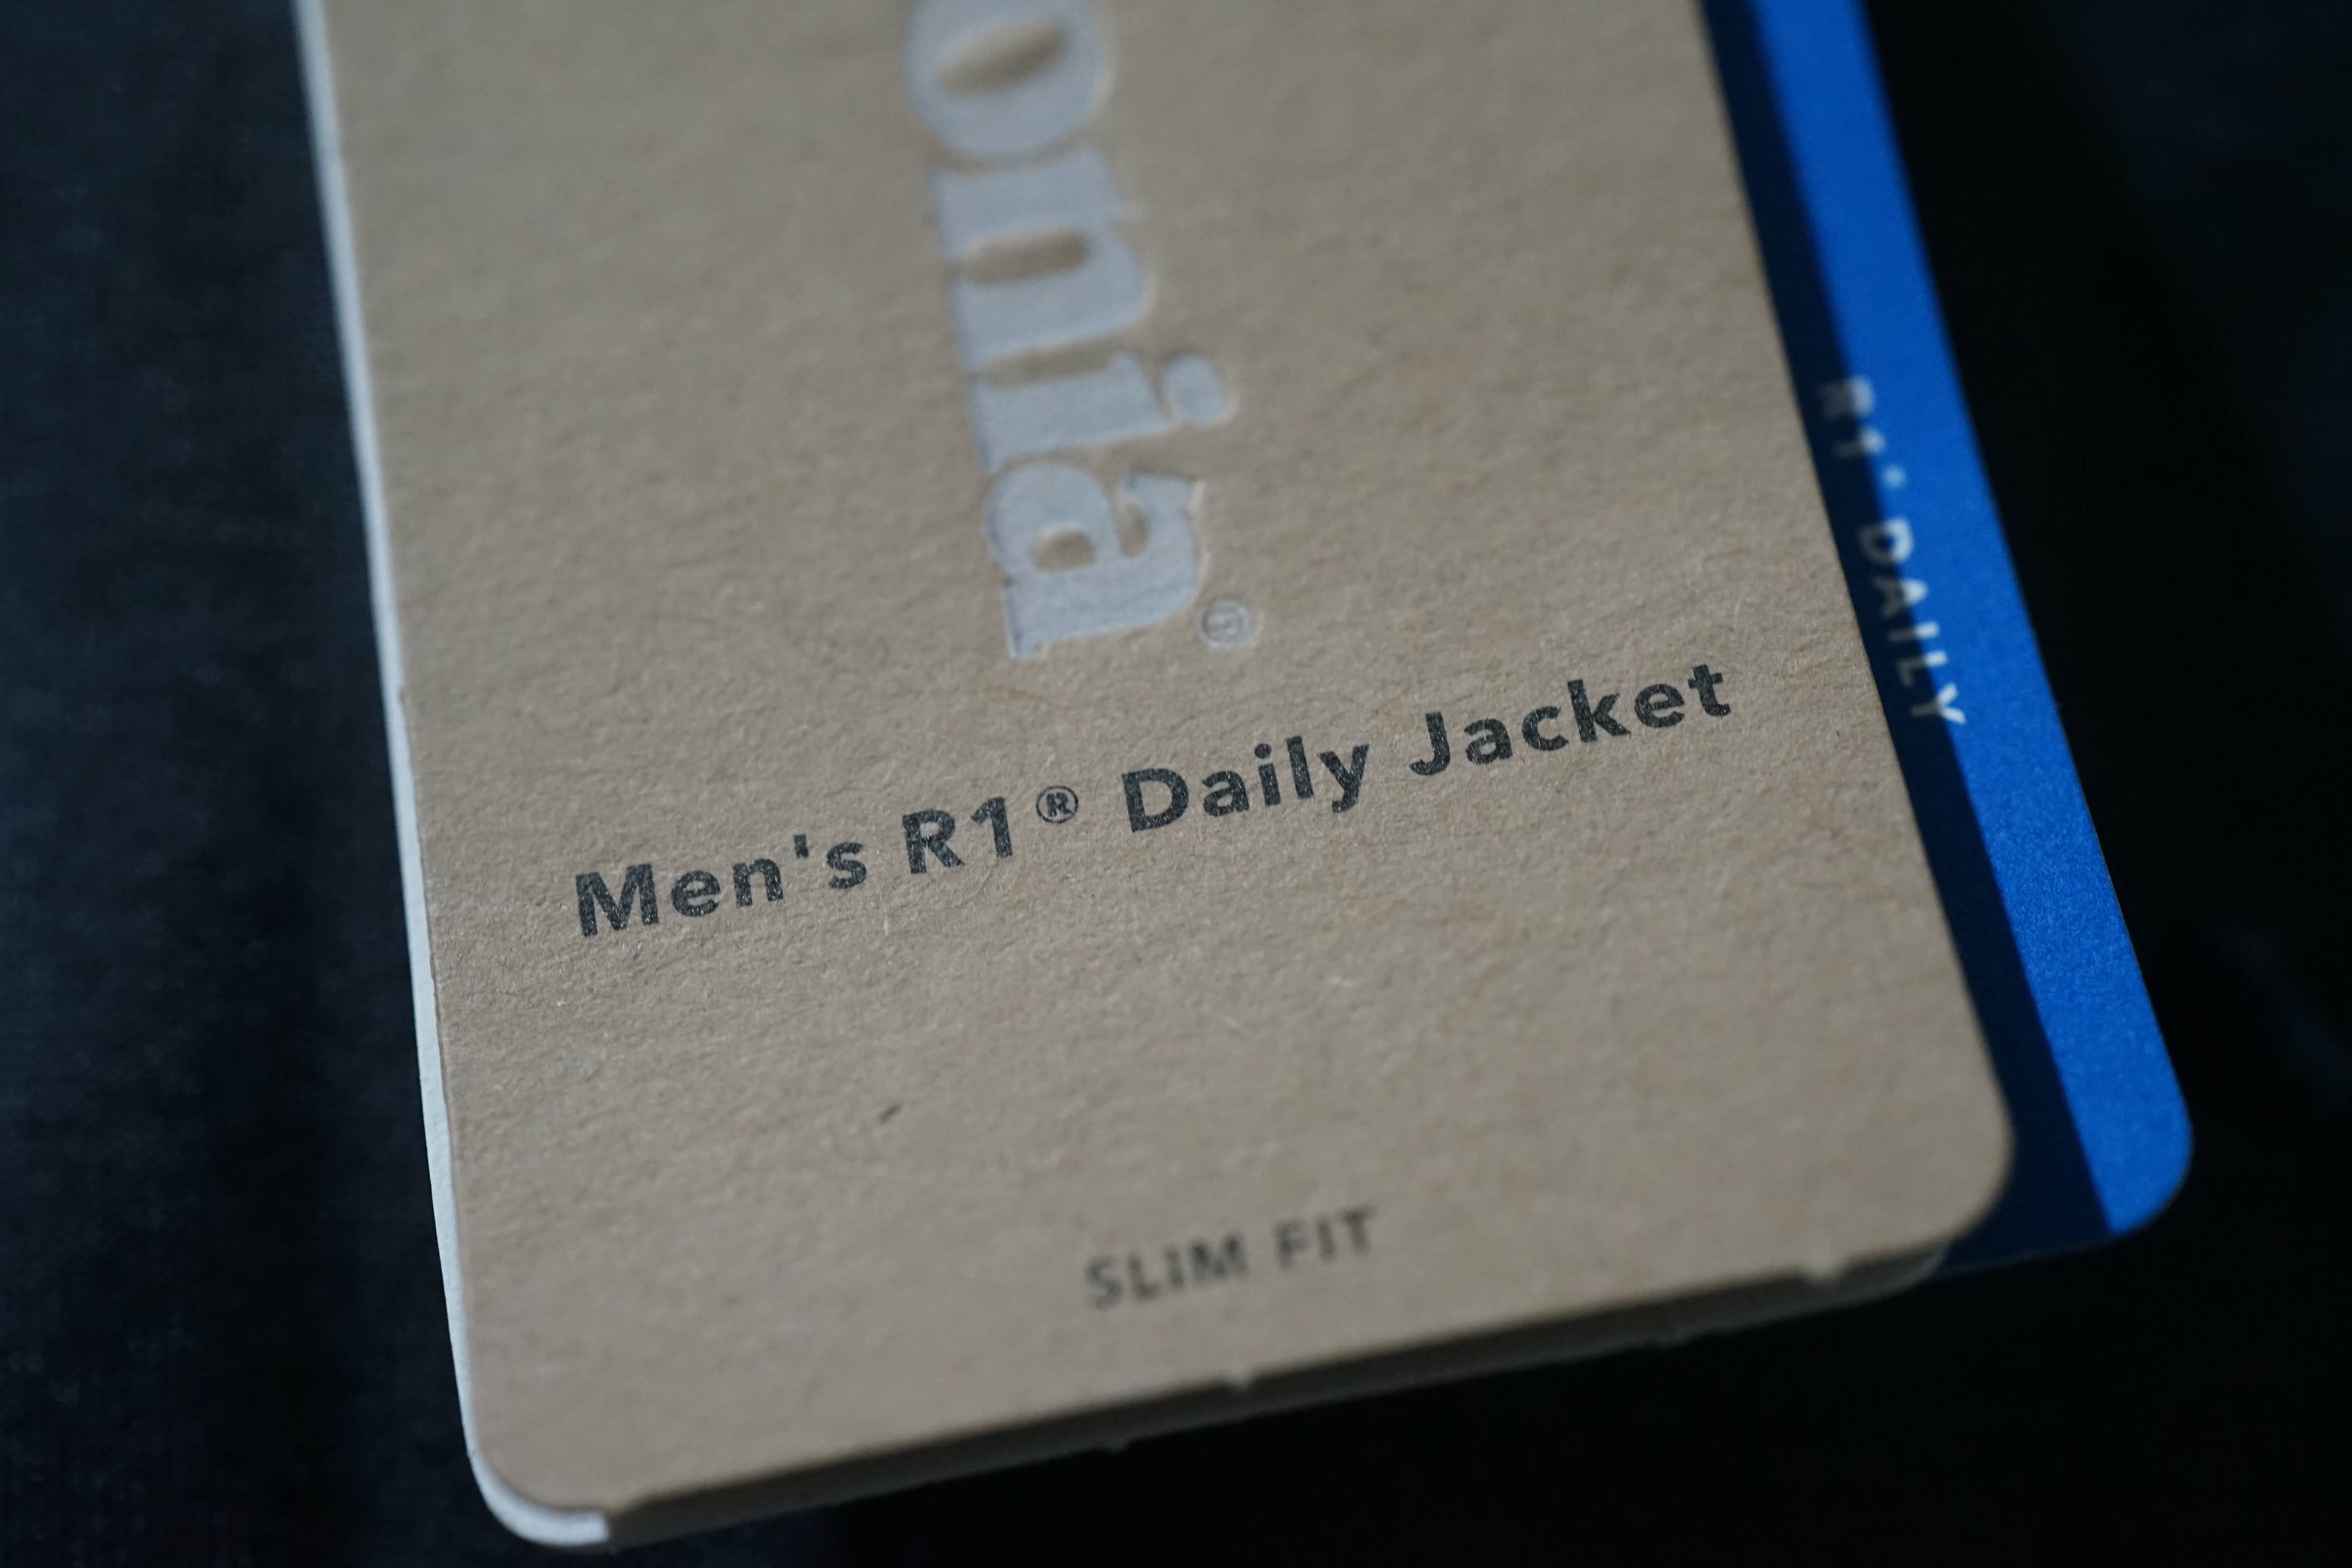 onia®
Men's R1® Daily Jacket
SLIM FIT
R1® DAILY